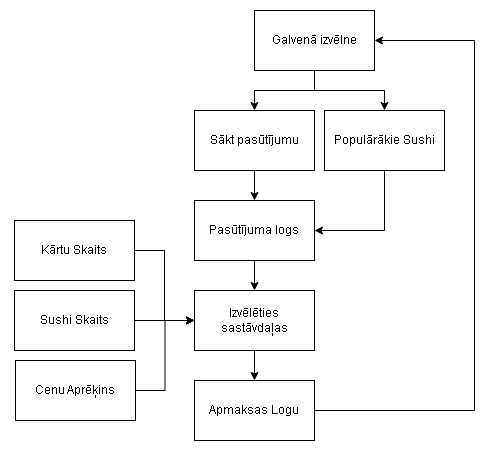 Galvenā izvēlne
Sākt pasūtījumu
Populārākie Sushi
Pasūtījuma logs
Kārtu Skaits
Sushi Skaits
Izvēlēties
sastāvdaļas
Cenu Aprēķins
Apmaksas Logu